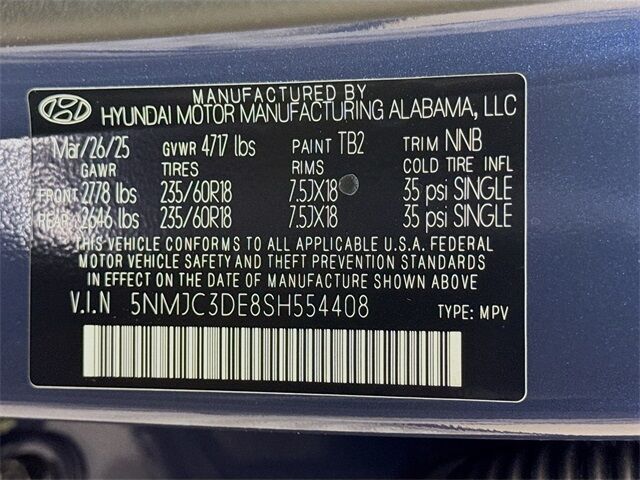 MANUFACTURED BY
HYUNDAI MOTOR MANUFACTURING ALABAMA, LLC
Mar/26/25 GVWR 4717 lbs PAINT TB2 TRIM NNB
GAWR TIRES RIMS COLD TIRE INFL
FRONT 2778 lbs 235/60R18 7.5JX18 35 psi SINGLE
REAR 2646 lbs 235/60R18 7.5JX18 35 psi SINGLE
THIS VEHICLE CONFORMS TO ALL APPLICABLE U.S.A. FEDERAL
MOTOR VEHICLE SAFETY AND THEFT PREVENTION STANDARDS
IN EFFECT ON THE DATE OF MANUFACTURE SHOWN ABOVE.
V.I.N 5NMJC3DE8SH554408 TYPE: MPV